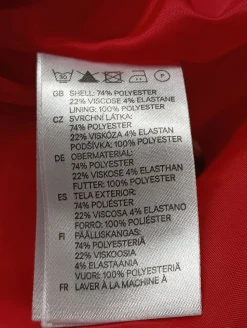 30
GB SHELL: 74% POLYESTER
22% VISCOSE 4% ELASTANE
LINING: 100% POLYESTER
CZ SVRCHNÍ LÁTKA:
74% POLYESTER
22% VISKÓZA 4% ELASTAN
PODŠÍVKA: 100% POLYESTER
DE OBERMATERIAL:
74% POLYESTER
22% VISKOSE 4% ELASTHAN
FUTTER: 100% POLYESTER
ES TELA EXTERIOR:
74% POLIÉSTER
22% VISCOSA 4% ELASTANO
FORRO: 100% POLIÉSTER
FI PÄÄLLISKANGAS:
74% POLYESTERIÄ
22% VISKOOSIA
4% ELASTAANIA
VUORI: 100% POLYESTERIÄ
FR LAVER À LA MACHINE À